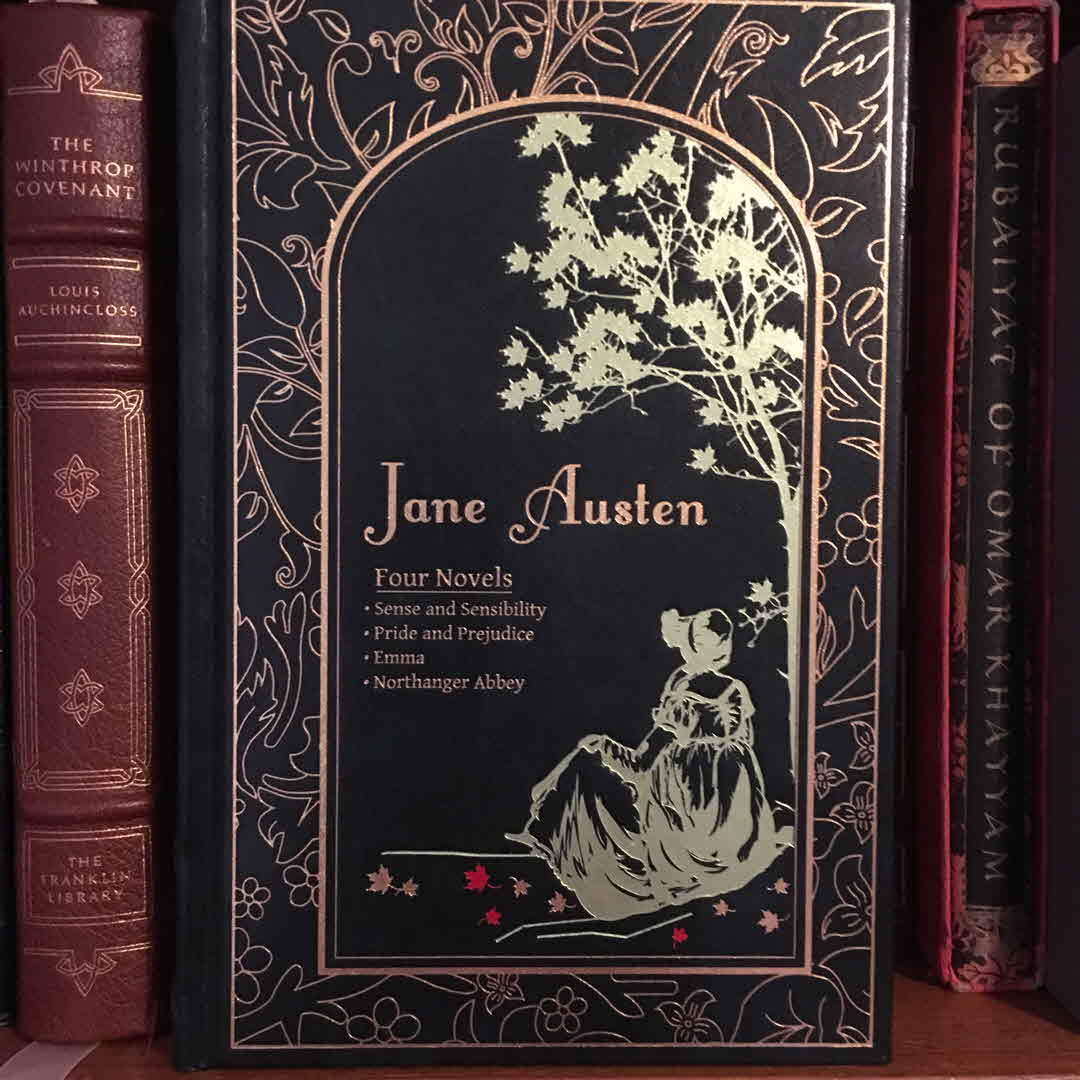 THE
WINTHROP
COVENANT
LOUIS
AUCHINCLOSS
THE
FRANKLIN
LIBRARY
Jane Austen
Four Novels
• Sense and Sensibility
• Pride and Prejudice
• Emma
• Northanger Abbey
RUBAIYAT OF OMAR KHAYYAM